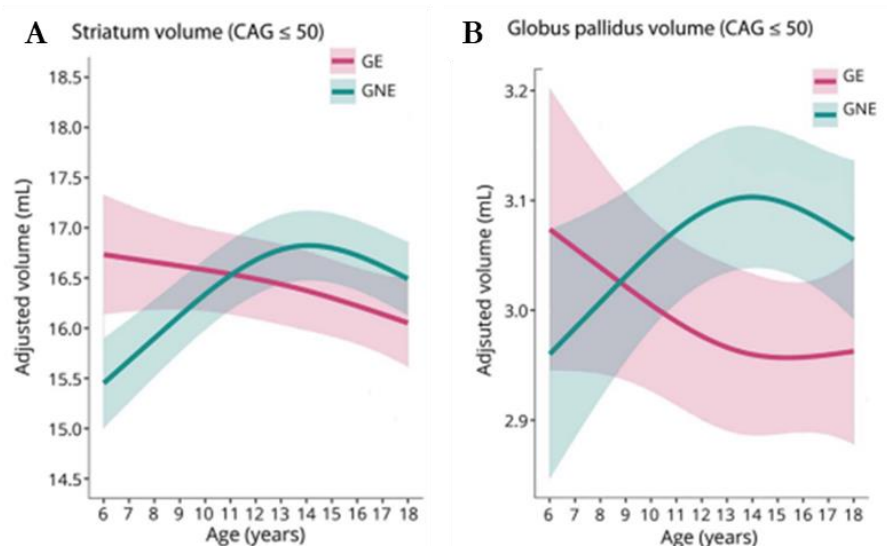 A Striatum volume (CAG ≤ 50)
GE
GNE
18.5
18.0
17.5
17.0
16.5
16.0
15.5
15.0
14.5
Adjusted volume (mL)
6 7 8 9 10 11 12 13 14 15 16 17 18
Age (years)
B Globus pallidus volume (CAG ≤ 50)
GE
GNE
3.2
3.1
3.0
2.9
Adjsuted volume (mL)
6 7 8 9 10 11 12 13 14 15 16 17 18
Age (years)